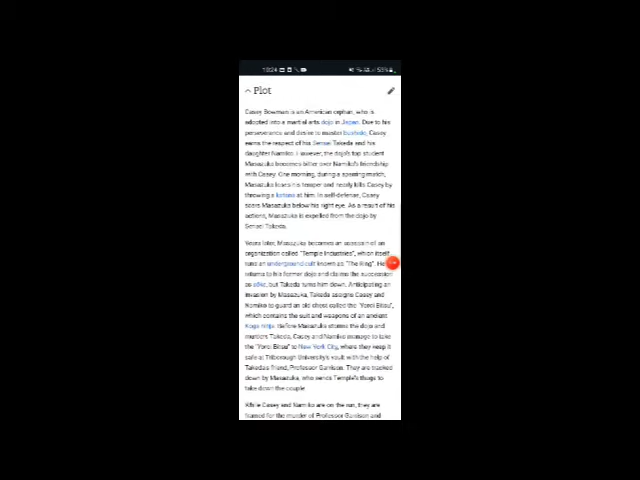 10:24 53%
Plot
Casey Bowman is an American orphan, who is
adopted into a martial arts dojo in Japan. Due to his
perseverance and desire to master bushido, Casey
earns the respect of his Sensei Takeda and his
daughter Namiko. However, the dojo's top student
Masazuka becomes bitter over Namiko's friendship
with Casey. One morning, during a sparring match,
Masazuka loses his temper and nearly kills Casey by
throwing a katana at him. In self-defense, Casey
scars Masazuka below his right eye. As a result of his
actions, Masazuka is expelled from the dojo by
Sensei Takeda.
Years later, Masazuka becomes an assassin of an
organization called "Temple Industries", which itself
runs an underground cult known as "The Ring". He
returns to his former dojo and claims the succession
as sōke, but Takeda turns him down. Anticipating an
invasion by Masazuka, Takeda assigns Casey and
Namiko to guard an old chest called the "Yoroi Bitsu",
which contains the suit and weapons of an ancient
Koga ninja. Before Masazuka storms the dojo and
murders Takeda, Casey and Namiko manage to take
the "Yoroi Bitsu" to New York City, where they keep it
safe at Triborough University's vault with the help of
Takeda's friend, Professor Garrison. They are tracked
down by Masazuka, who sends Temple's thugs to
take down the couple.
While Casey and Namiko are on the run, they are
framed for the murder of Professor Garrison and